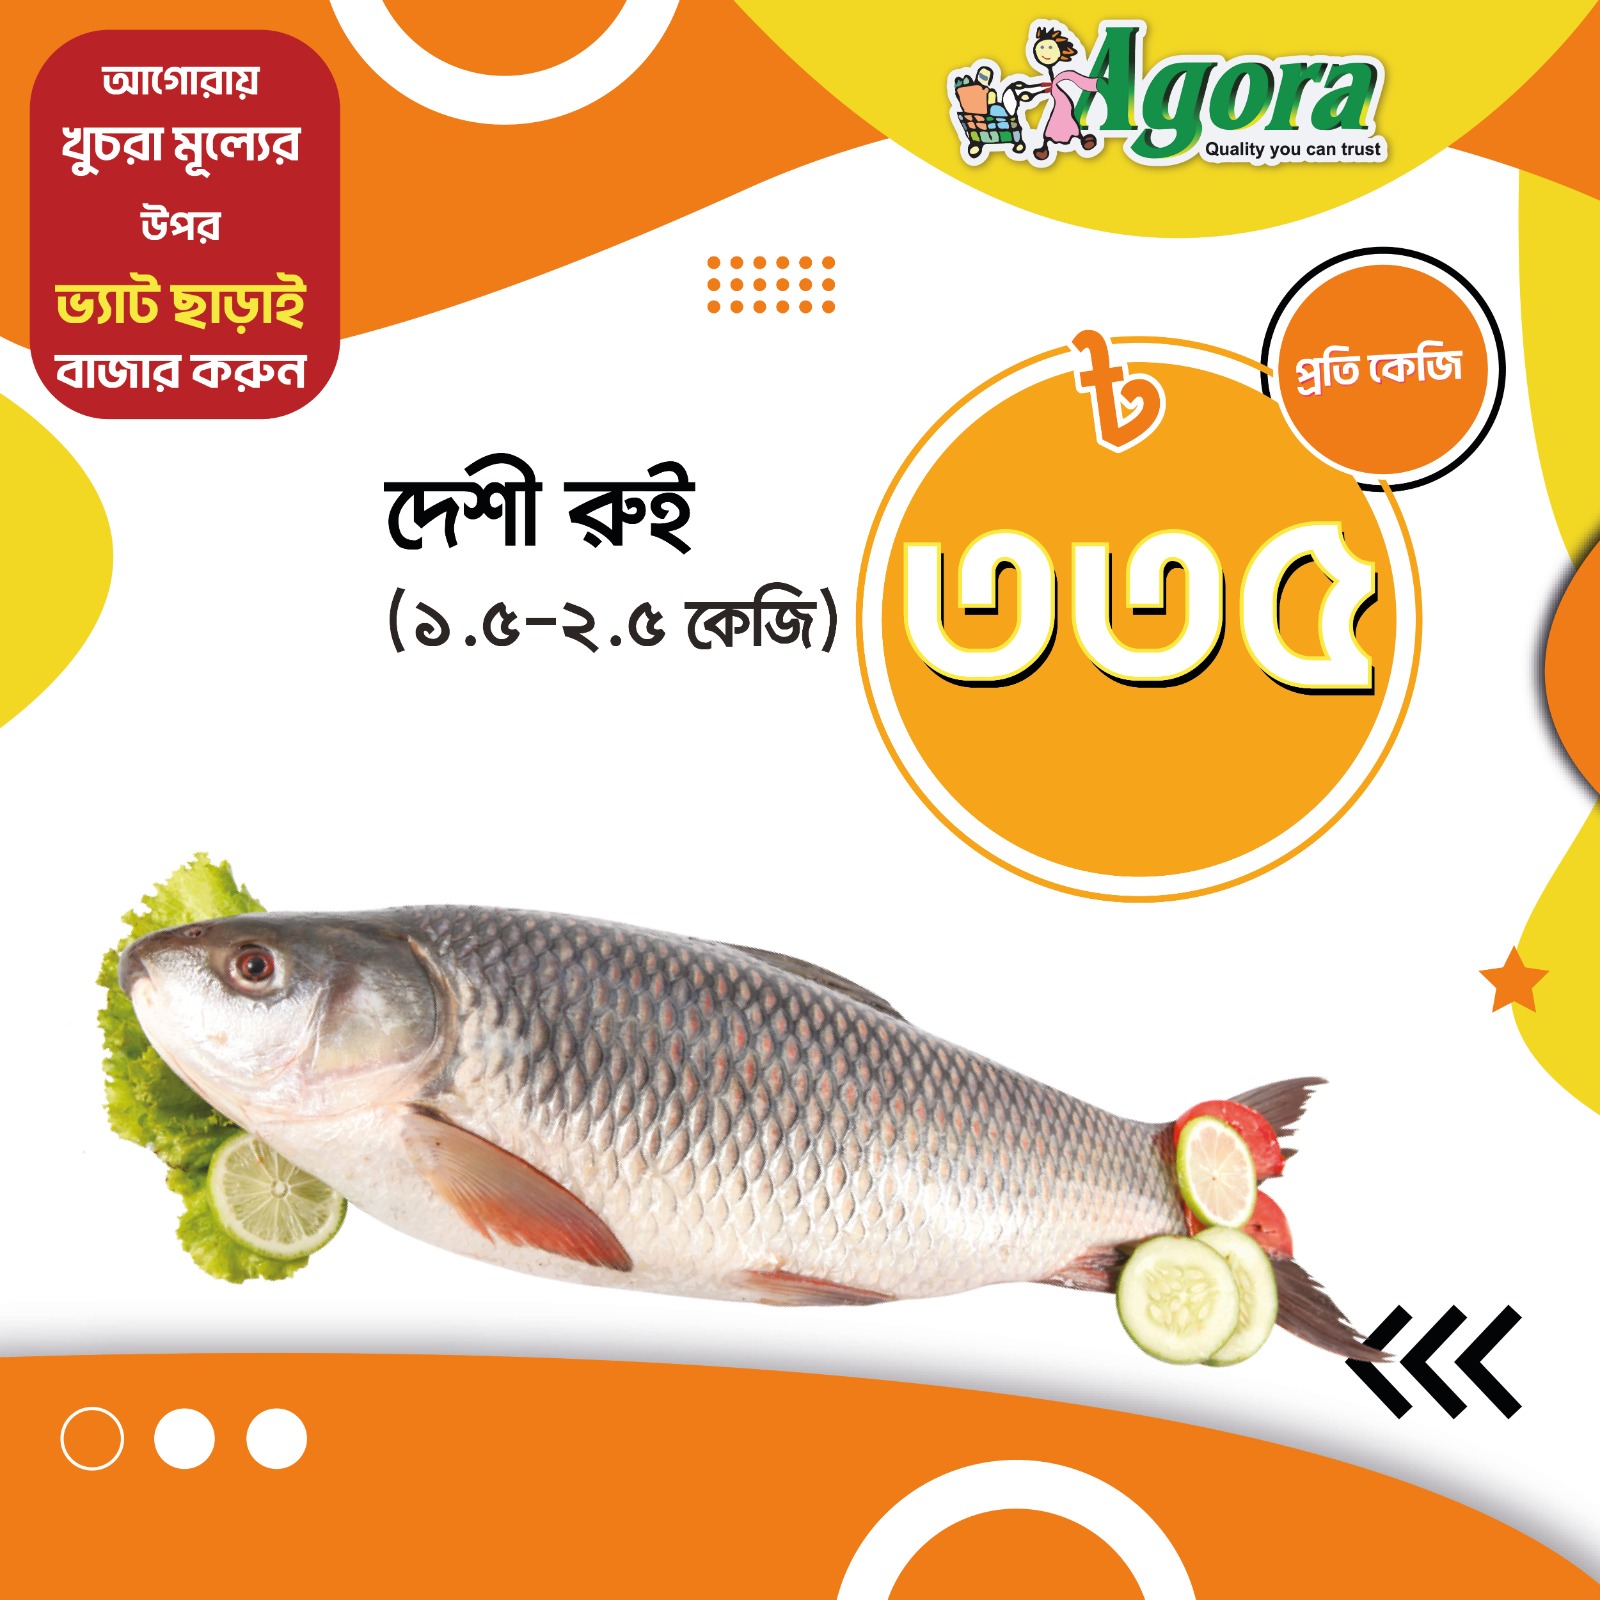 আগোরায়
খুচরা মূল্যের
উপর
ভ্যাট ছাড়াই
বাজার করুন
Agora
Quality you can trust
প্রতি কেজি
৳
৩৩৫
দেশী রুই
(১.৫-২.৫ কেজি)